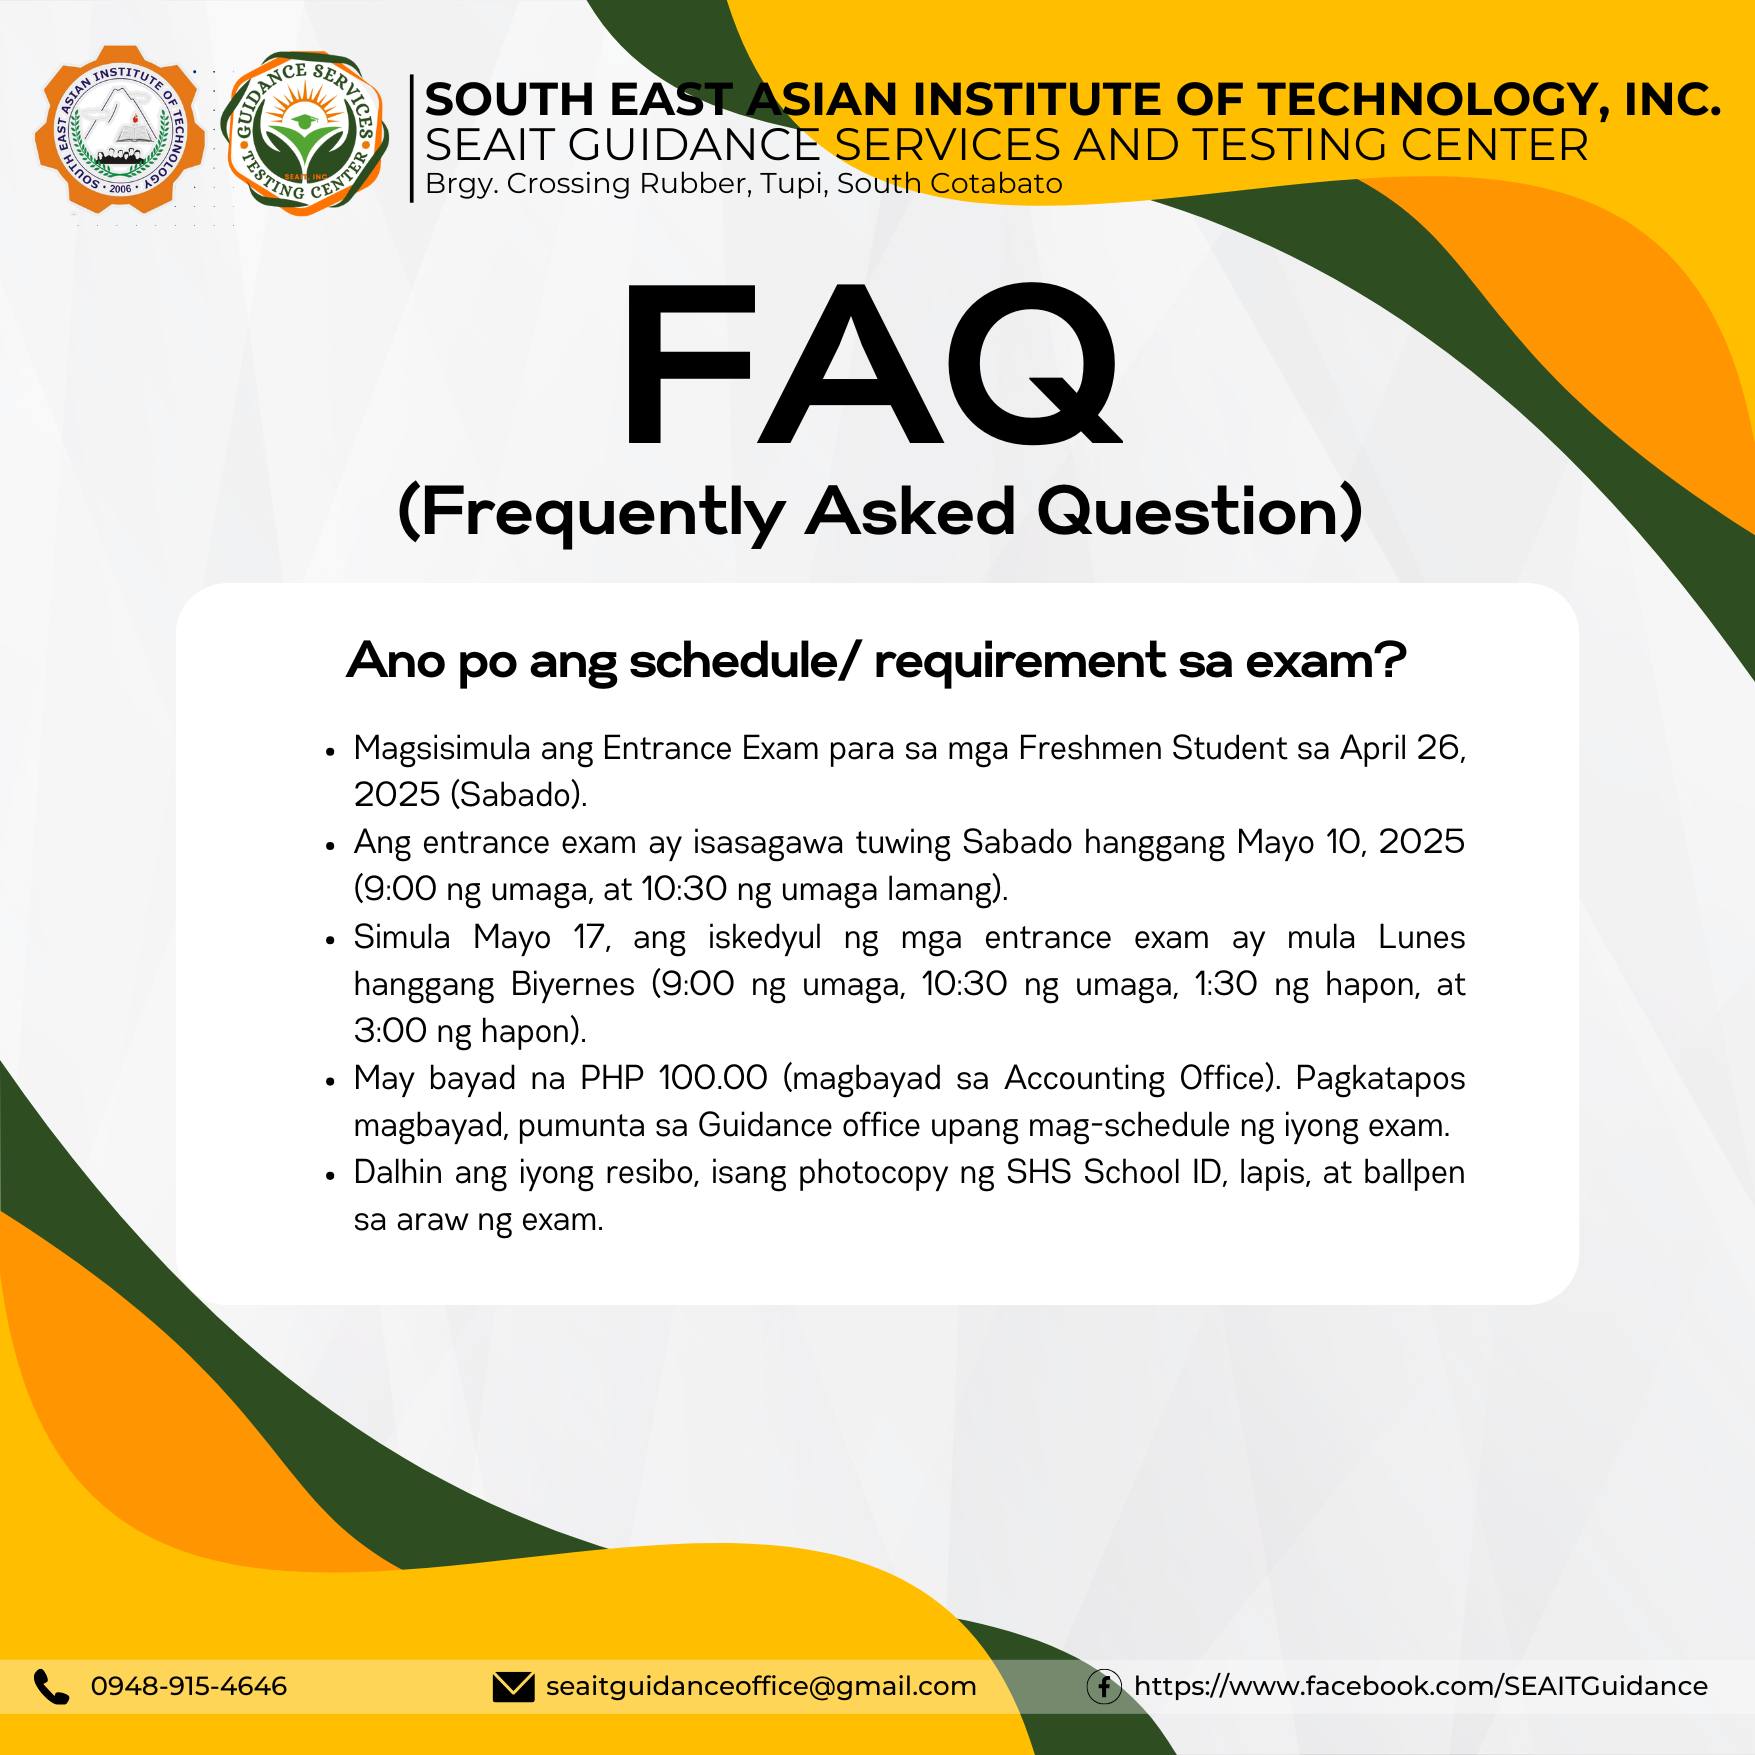 SOUTH EAST ASIAN INSTITUTE OF TECHNOLOGY
• 2006 •
GUIDANCE SERVICES
SEAIT, INC.
TESTING CENTER
SOUTH EAST ASIAN INSTITUTE OF TECHNOLOGY, INC.
SEAIT GUIDANCE SERVICES AND TESTING CENTER
Brgy. Crossing Rubber, Tupi, South Cotabato
FAQ
(Frequently Asked Question)
Ano po ang schedule/ requirement sa exam?
• Magsisimula ang Entrance Exam para sa mga Freshmen Student sa April 26,
2025 (Sabado).
• Ang entrance exam ay isasagawa tuwing Sabado hanggang Mayo 10, 2025
(9:00 ng umaga, at 10:30 ng umaga lamang).
• Simula Mayo 17, ang iskedyul ng mga entrance exam ay mula Lunes
hanggang Biyernes (9:00 ng umaga, 10:30 ng umaga, 1:30 ng hapon, at
3:00 ng hapon).
• May bayad na PHP 100.00 (magbayad sa Accounting Office). Pagkatapos
magbayad, pumunta sa Guidance office upang mag-schedule ng iyong exam.
• Dalhin ang iyong resibo, isang photocopy ng SHS School ID, lapis, at ballpen
sa araw ng exam.
0948-915-4646
seaitguidanceoffice@gmail.com
https://www.facebook.com/SEAITGuidance